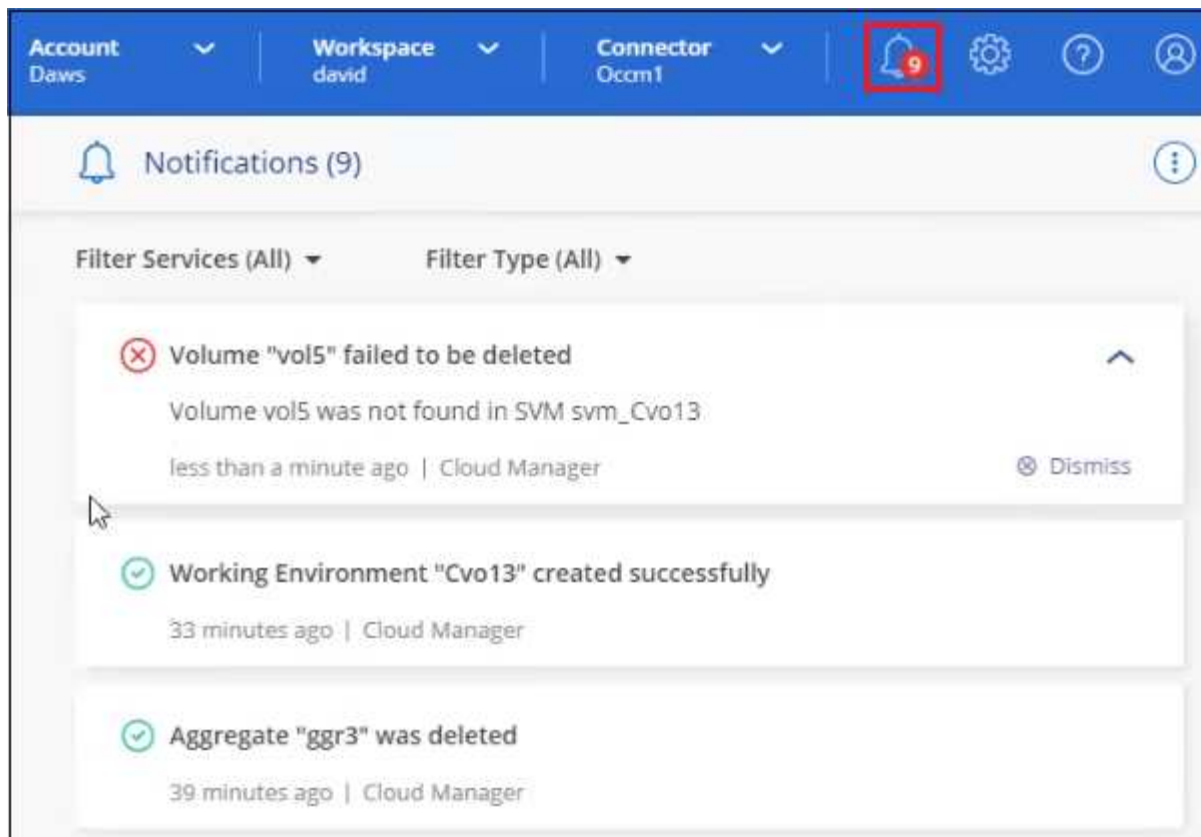 Account
Daws
Workspace
david
Connector
Occm1
9
Notifications (9)
Filter Services (All)
Filter Type (All)
Volume "vol5" failed to be deleted
Volume vol5 was not found in SVM svm_Cvo13
less than a minute ago | Cloud Manager
Dismiss
Working Environment "Cvo13" created successfully
33 minutes ago | Cloud Manager
Aggregate "ggr3" was deleted
39 minutes ago | Cloud Manager